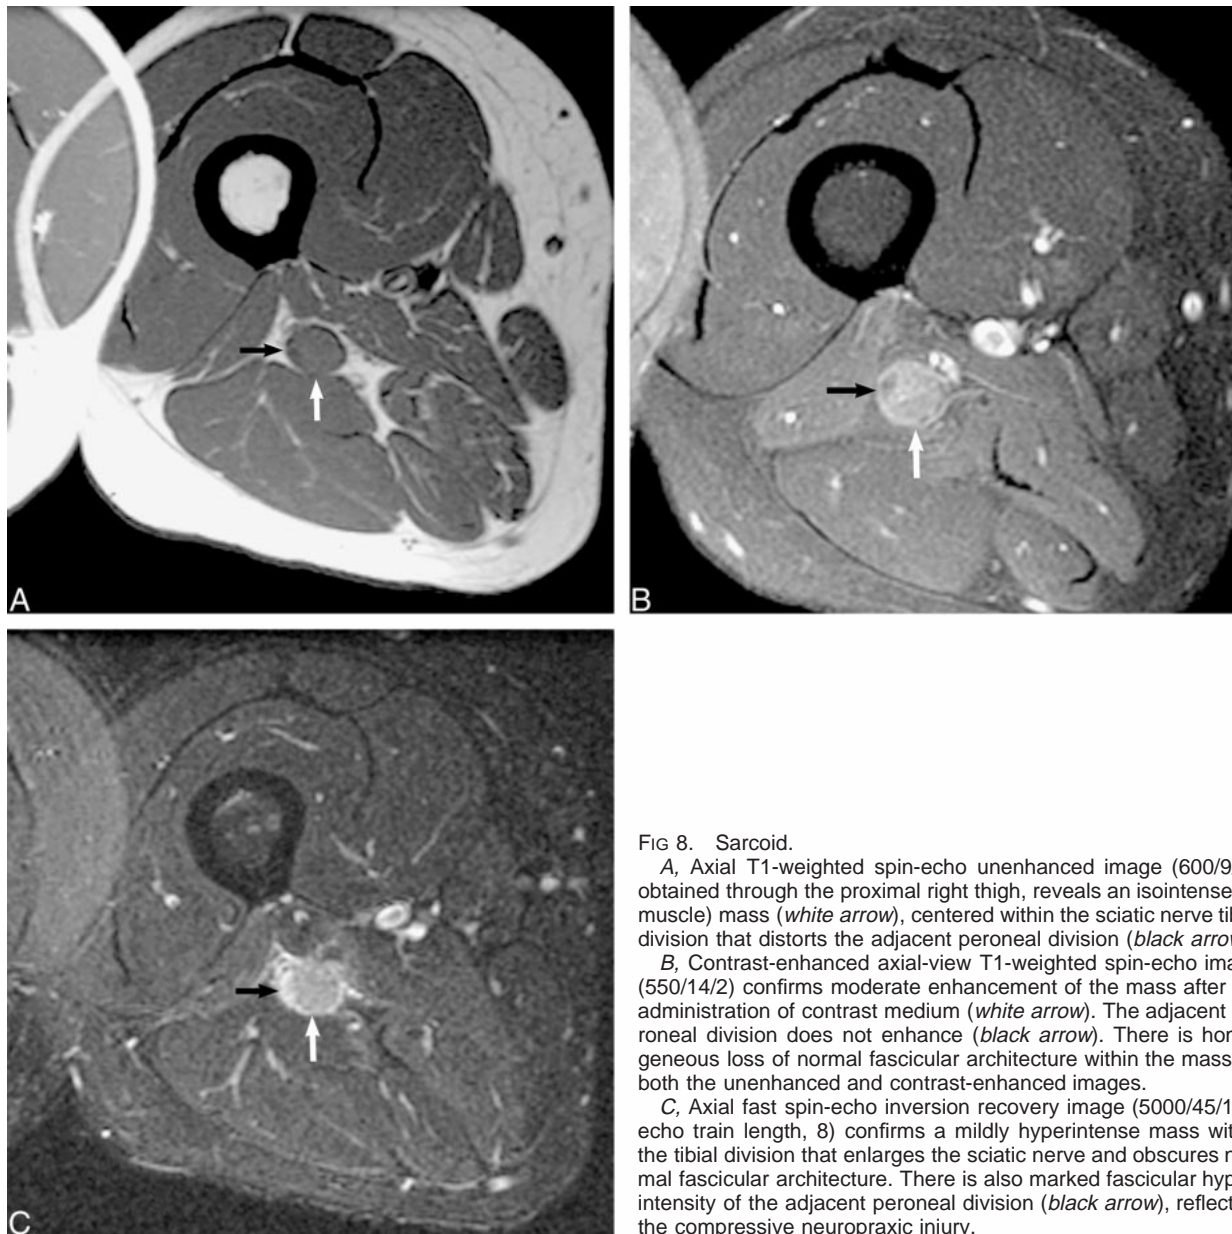 A
B
C
FIG 8. Sarcoid.
A, Axial T1-weighted spin-echo unenhanced image (600/9
obtained through the proximal right thigh, reveals an isointense
muscle) mass (white arrow), centered within the sciatic nerve
division that distorts the adjacent peroneal division (black arrow
B, Contrast-enhanced axial-view T1-weighted spin-echo ima
(550/14/2) confirms moderate enhancement of the mass after
administration of contrast medium (white arrow). The adjacent
roneal division does not enhance (black arrow). There is hom
geneous loss of normal fascicular architecture within the mass
both the unenhanced and contrast-enhanced images.
C, Axial fast spin-echo inversion recovery image (5000/45/1
echo train length, 8) confirms a mildly hyperintense mass wit
the tibial division that enlarges the sciatic nerve and obscures n
mal fascicular architecture. There is also marked fascicular hyp
intensity of the adjacent peroneal division (black arrow), reflect
the compressive neuropraxic injury.